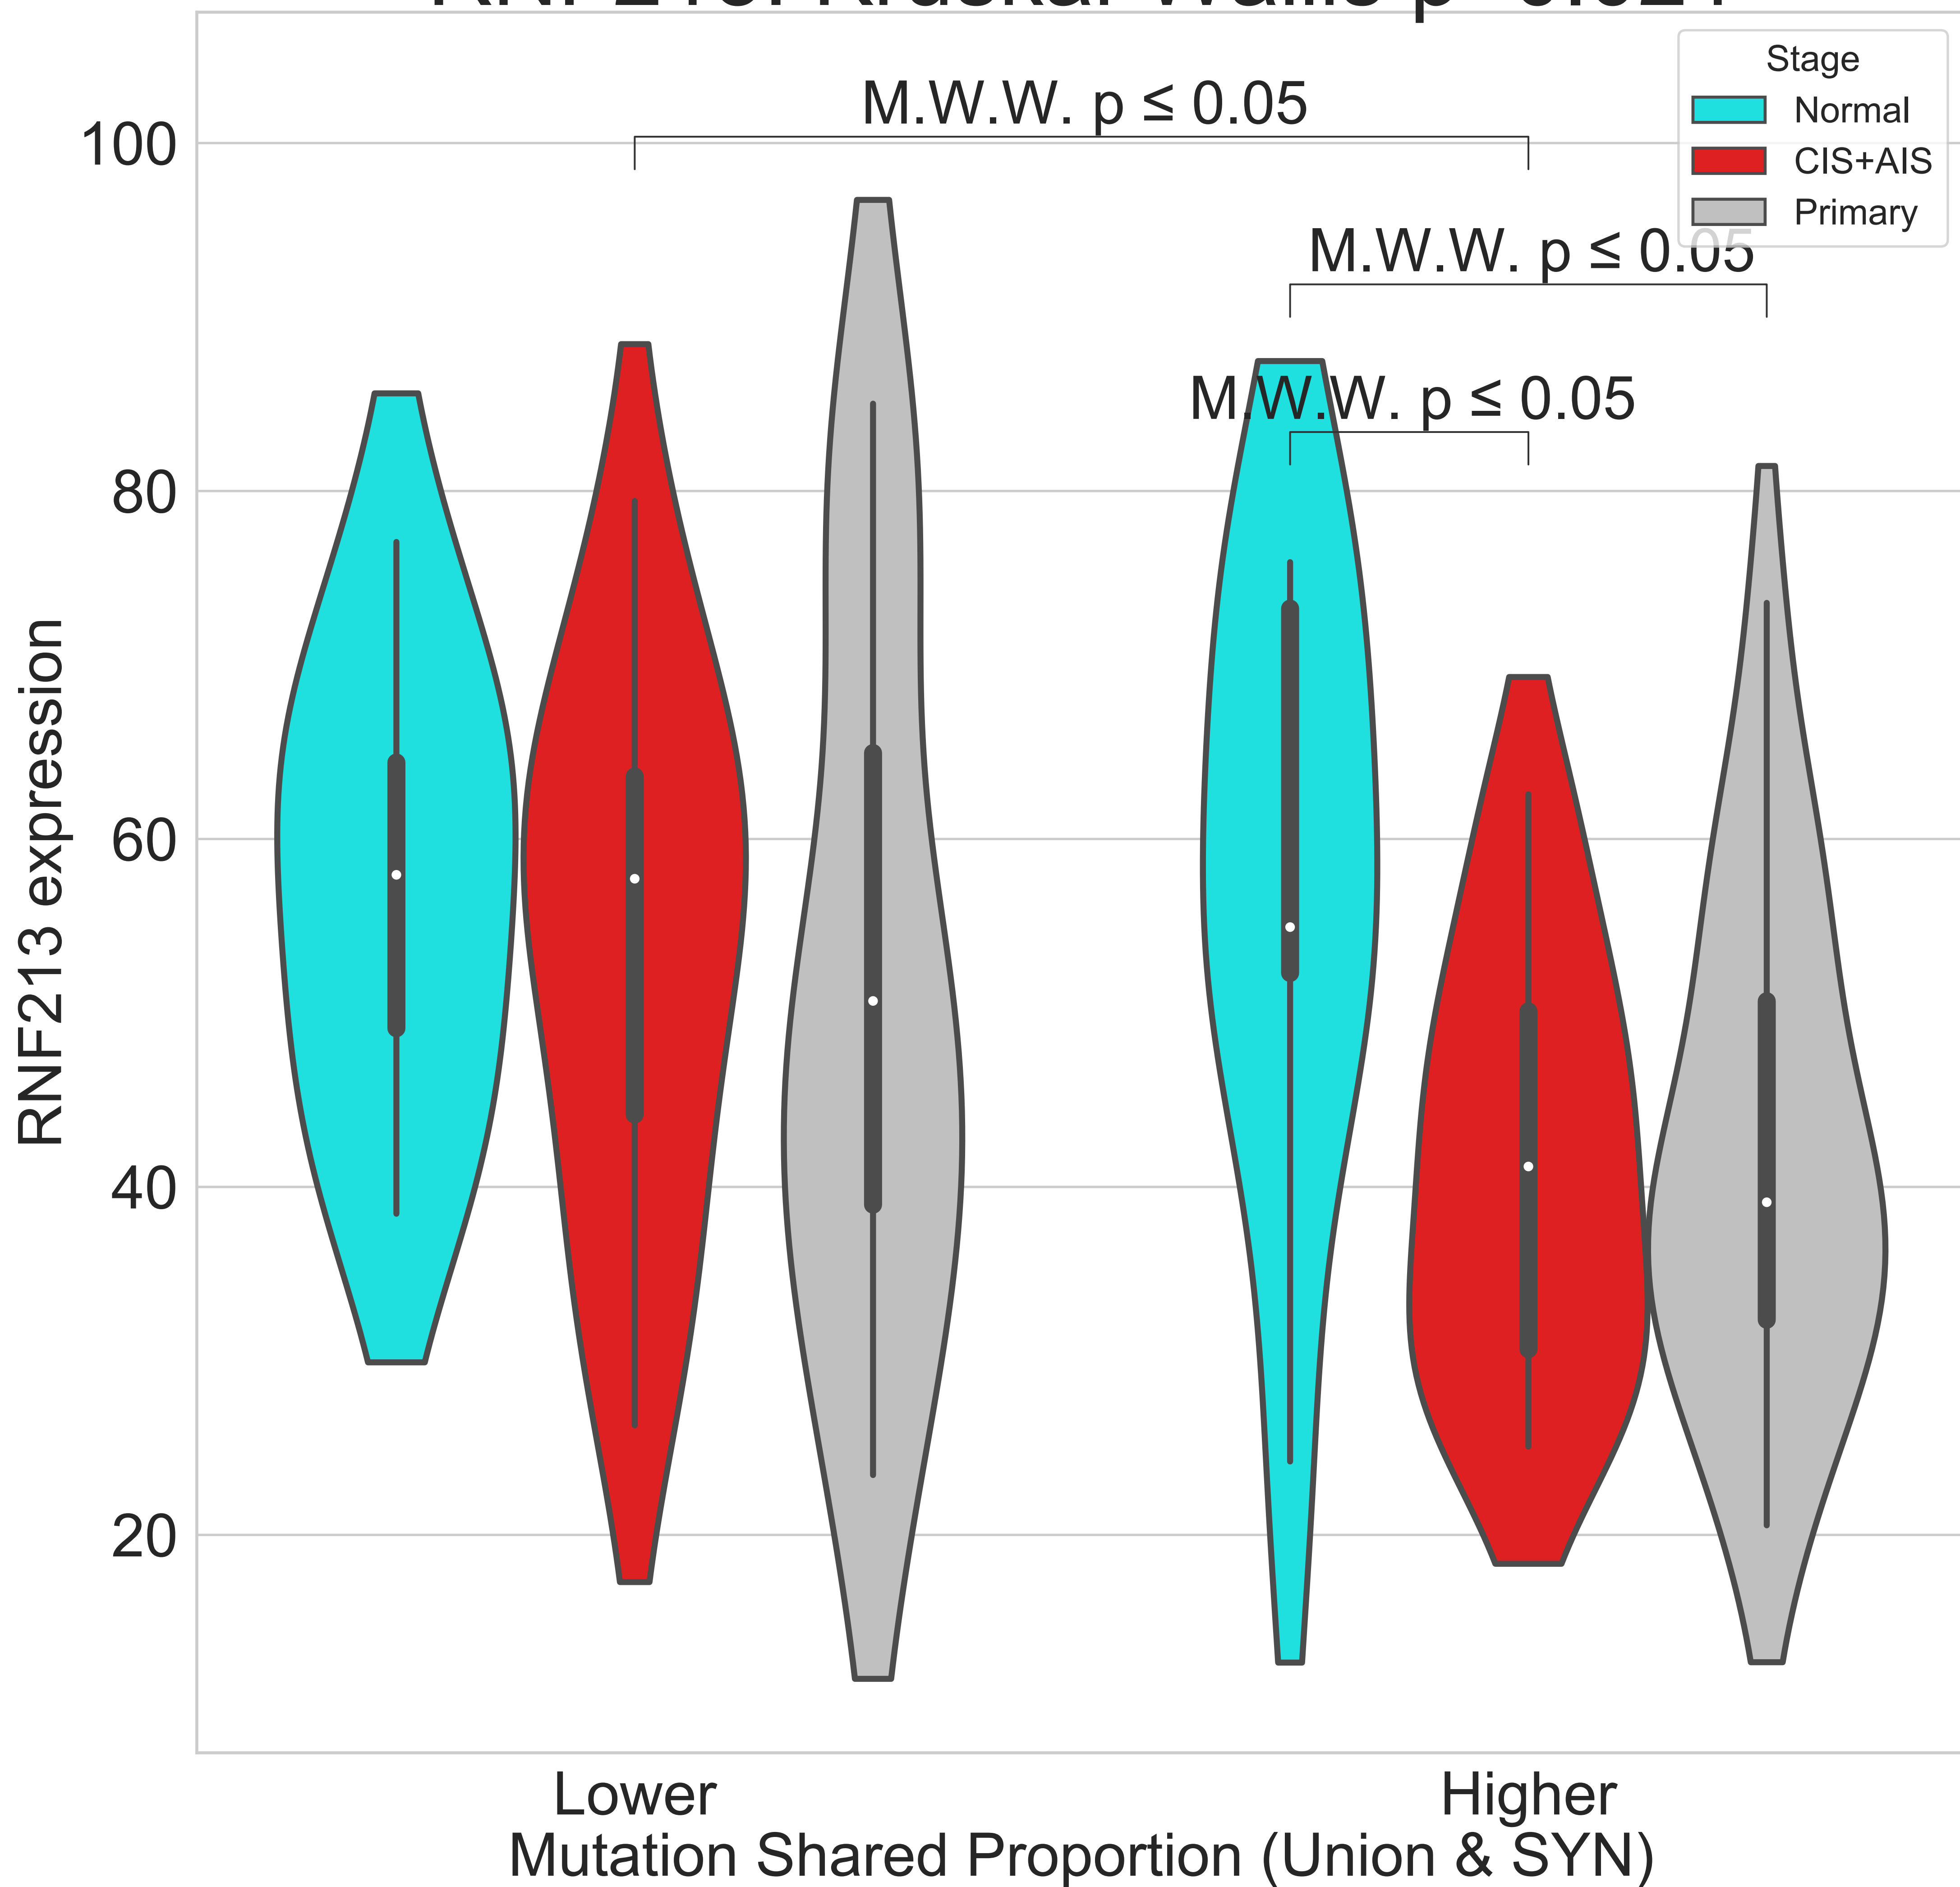 Stage
Normal
CIS+AIS
Primary
M.W.W. p ≤ 0.05
M.W.W. p ≤ 0.05
M.W.W. p ≤ 0.05
100
80
60
40
20
RNF213 expression
Lower
Higher
Mutation Shared Proportion (Union & SYN)